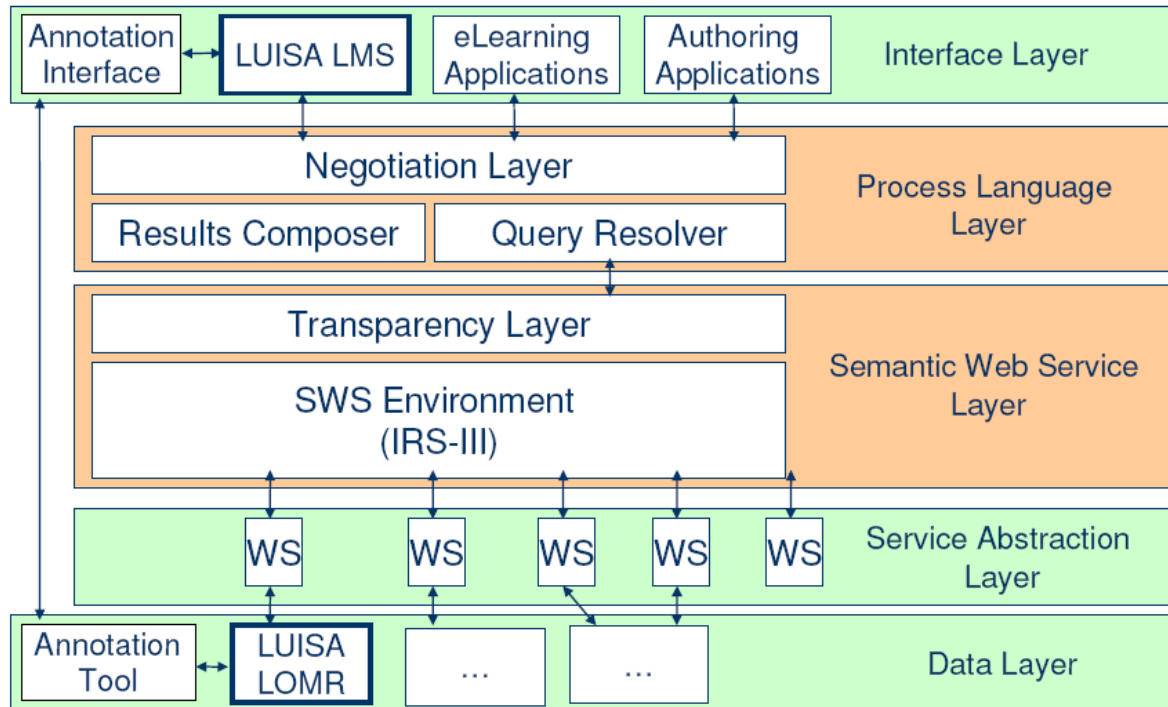 Annotation
Interface
LUISA LMS
eLearning
Applications
Authoring
Applications
Interface Layer
Negotiation Layer
Results Composer
Query Resolver
Process Language
Layer
Transparency Layer
SWS Environment
(IRS-III)
Semantic Web Service
Layer
WS
WS
WS
WS
WS
Service Abstraction
Layer
Annotation
Tool
LUISA
LOMR
...
...
Data Layer